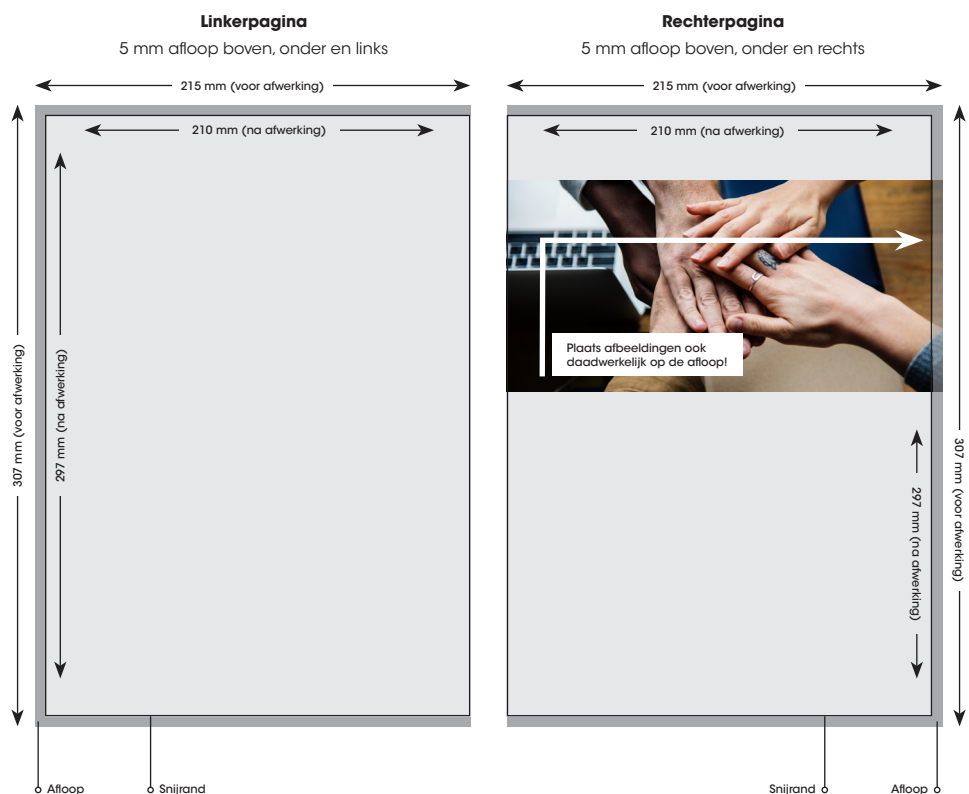 Linkerpagina
5 mm afloop boven, onder en links
215 mm (voor afwerking)
210 mm (na afwerking)
307 mm (voor afwerking)
297 mm (na afwerking)
Afloop
Snijrand
Rechterpagina
5 mm afloop boven, onder en rechts
215 mm (voor afwerking)
210 mm (na afwerking)
Plaats afbeeldingen ook
daadwerkelijk op de afloop!
297 mm (na afwerking)
307 mm (voor afwerking)
Snijrand
Afloop